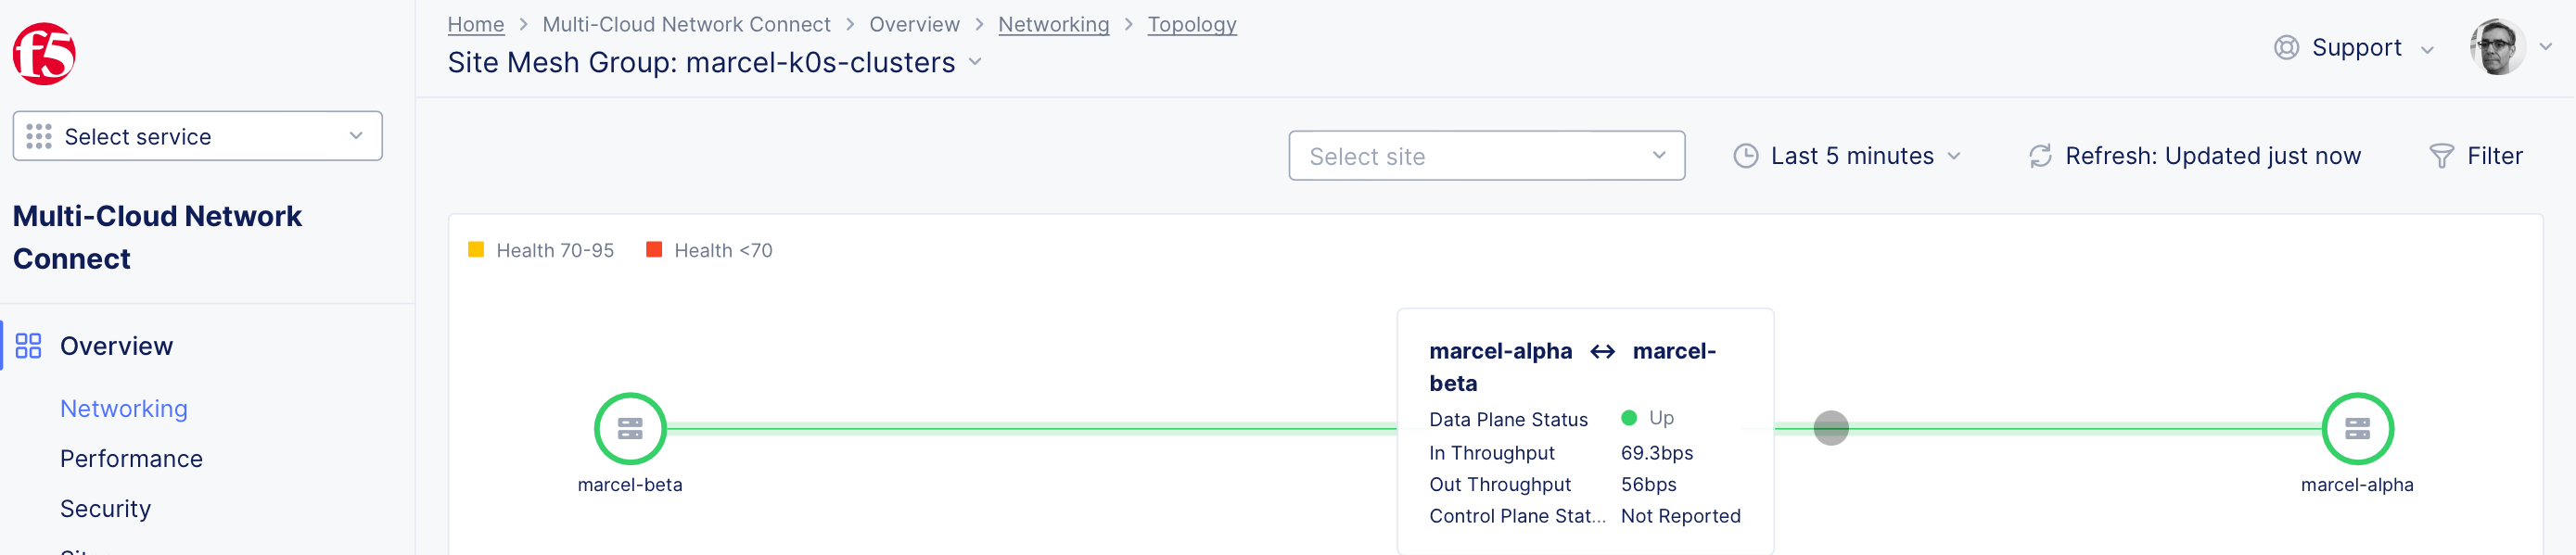 f5
Home > Multi-Cloud Network Connect > Overview > Networking > Topology
Site Mesh Group: marcel-k0s-clusters
Support
Select service
Select site
Last 5 minutes
Refresh: Updated just now
Filter
Multi-Cloud Network
Connect
Overview
Networking
Performance
Security
Health 70-95
Health <70
marcel-beta
marcel-alpha ↔ marcel-
beta
Data Plane Status Up
In Throughput 69.3bps
Out Throughput 56bps
Control Plane Stat... Not Reported
marcel-alpha